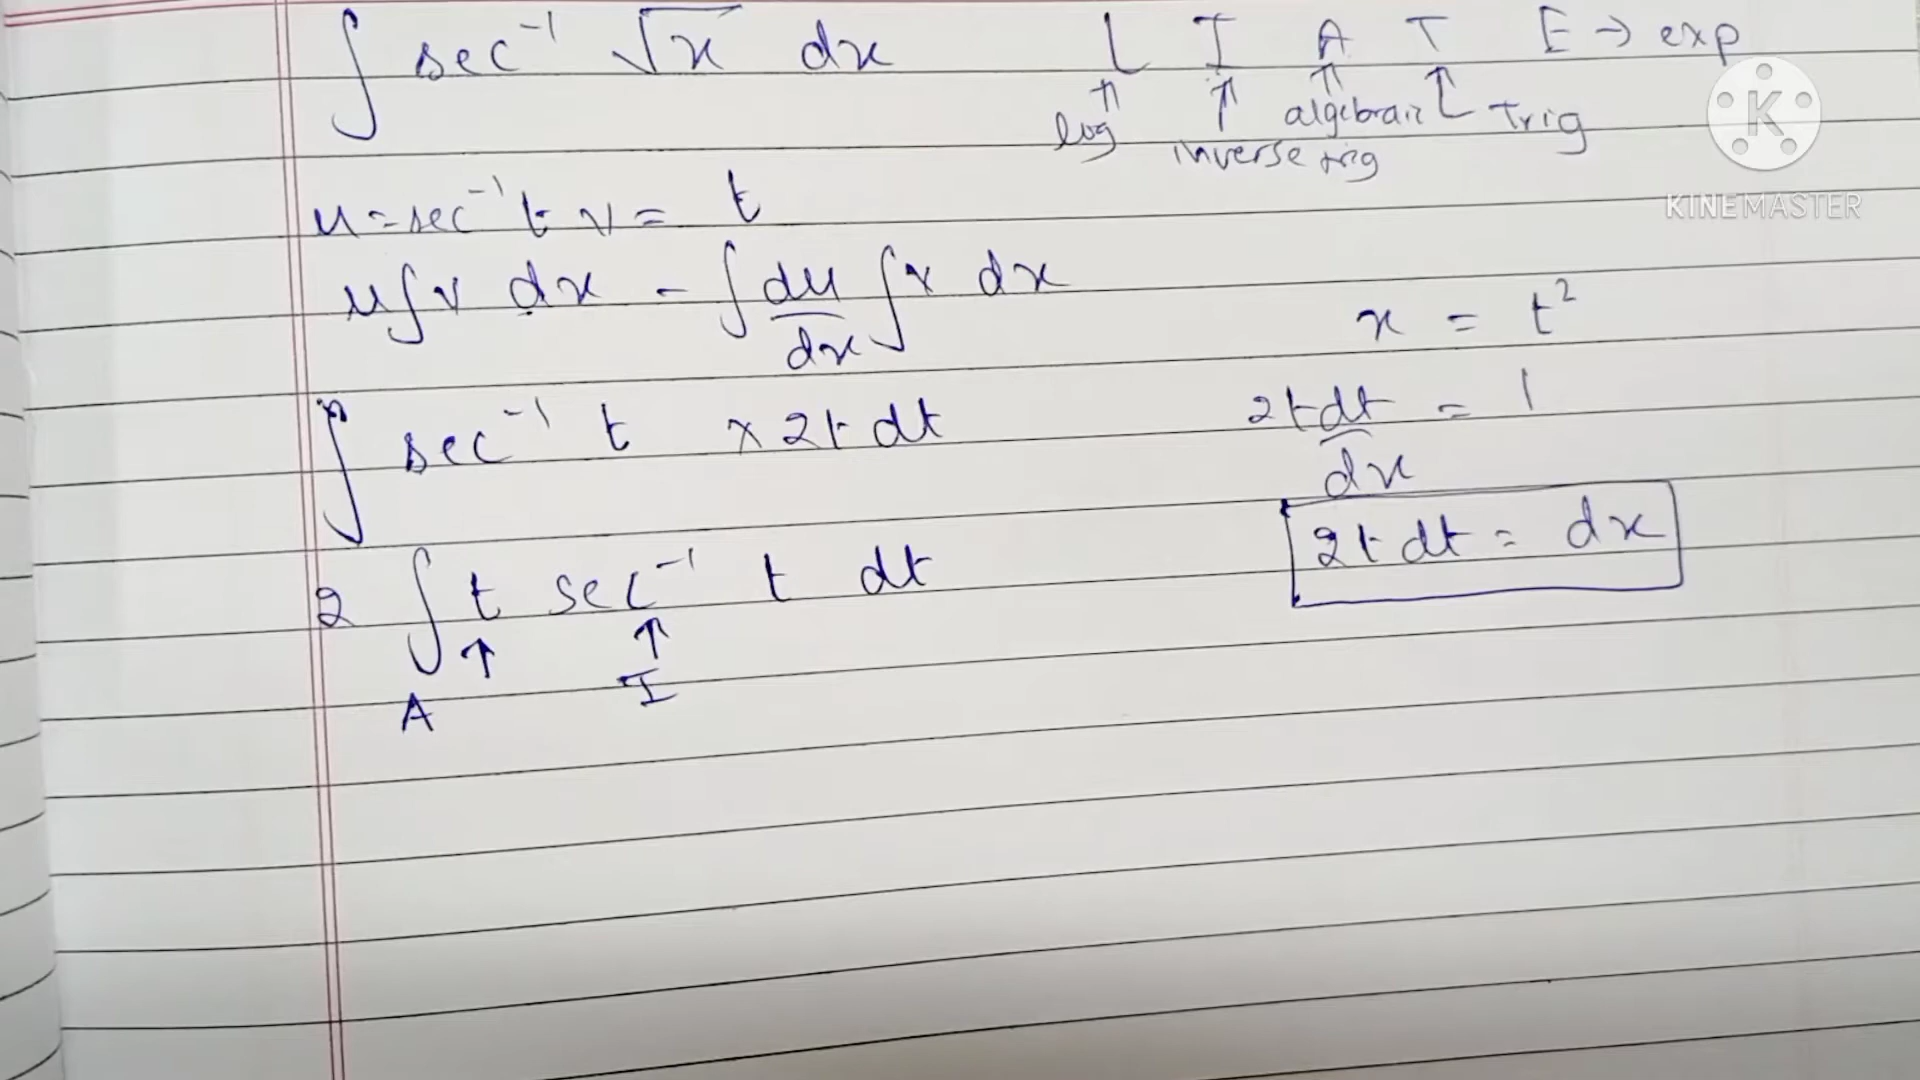 ∫ sec⁻¹ √x dx
L I A T E → exp
log inverse trig algebraic Trig
K
KINEMASTER
u = sec⁻¹ t v = t
u∫v dx - ∫ du/dx ∫v dx
x = t²
∫ sec⁻¹ t × 2t dt
2t dt/dx = 1
2t dt = dx
2 ∫ t sec⁻¹ t dt
A I